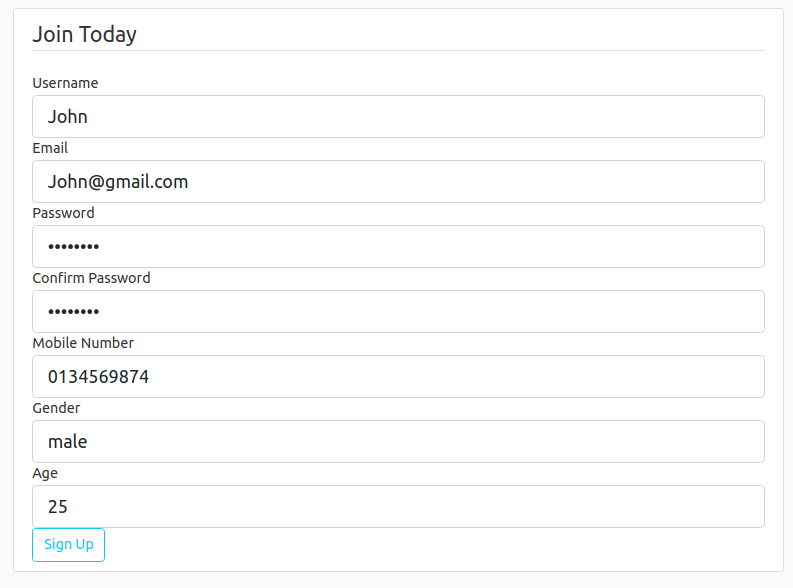 Join Today
Username
John
Email
John@gmail.com
Password
••••••••
Confirm Password
••••••••
Mobile Number
0134569874
Gender
male
Age
25
Sign Up